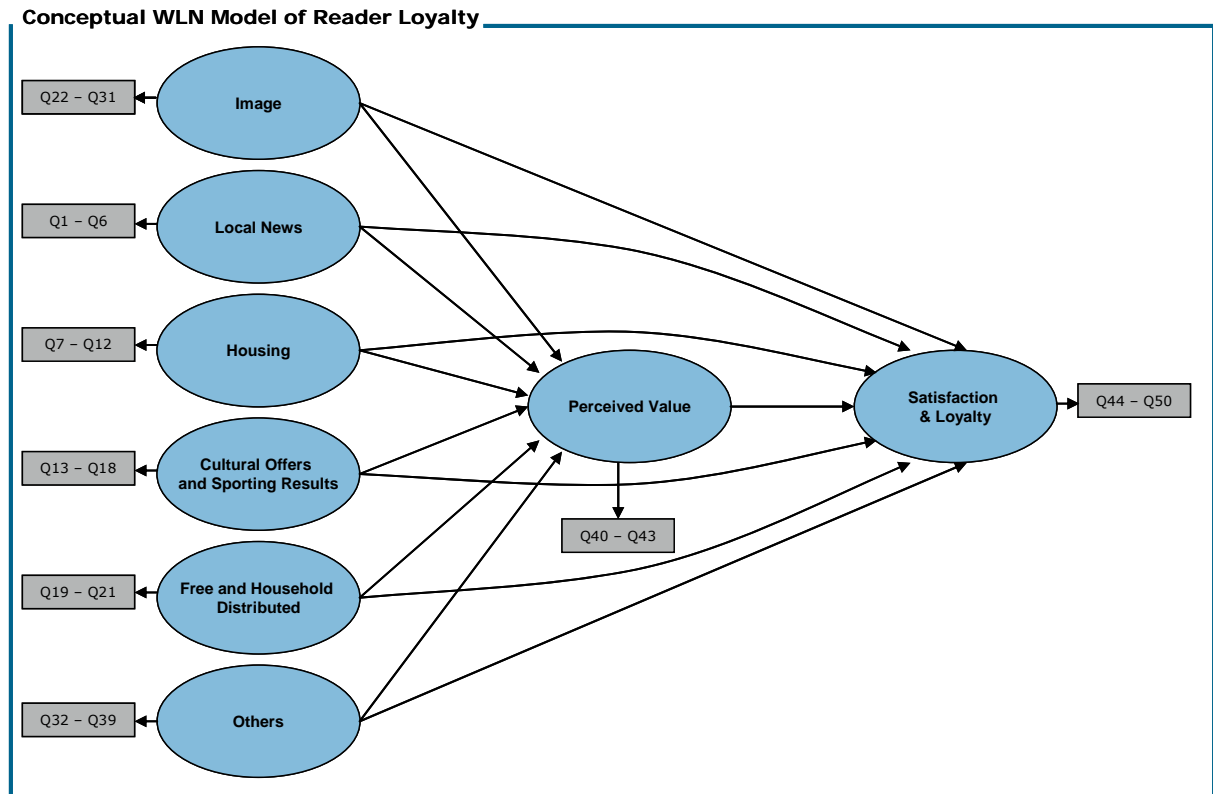 Conceptual WLN Model of Reader Loyalty
Q22 – Q31
Image
Q1 – Q6
Local News
Q7 – Q12
Housing
Q13 – Q18
Cultural Offers
and Sporting Results
Q19 – Q21
Free and Household
Distributed
Q32 – Q39
Others
Perceived Value
Q40 – Q43
Satisfaction
& Loyalty
Q44 – Q50